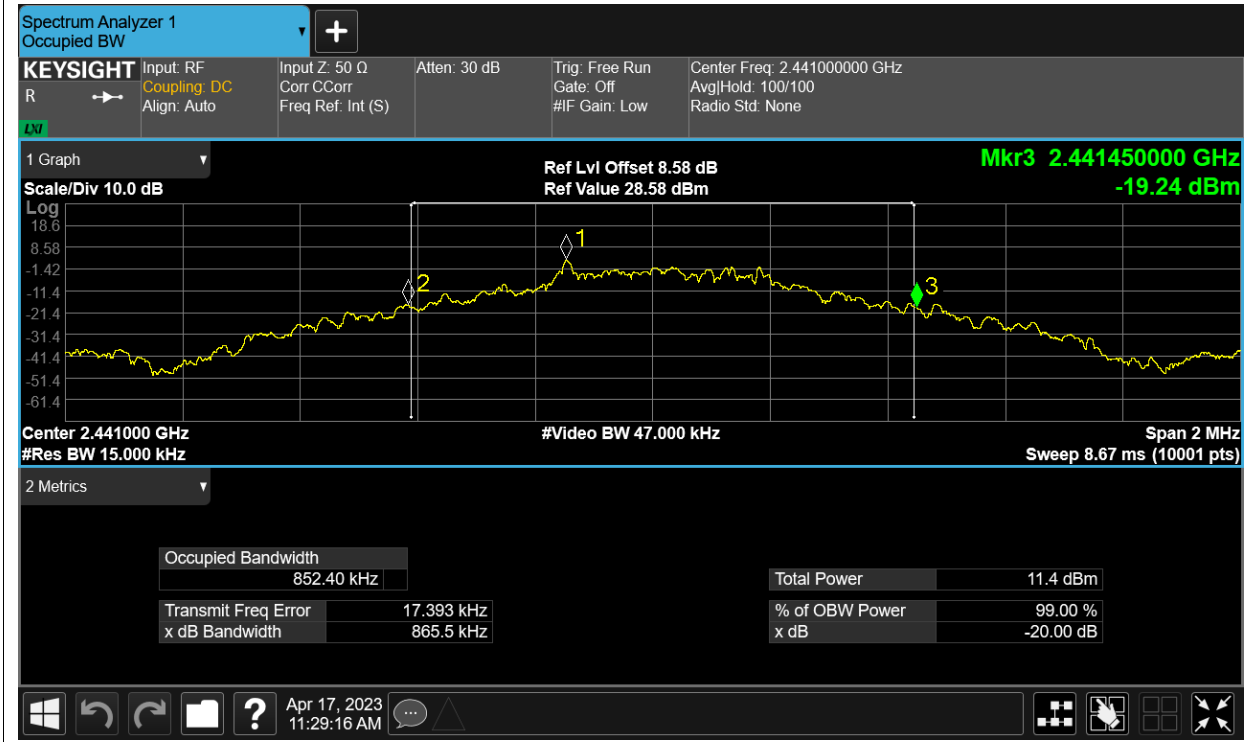 Spectrum Analyzer 1
Occupied BW
KEYSIGHT
R
LXI
Input: RF
Coupling: DC
Align: Auto
Input Z: 50 Ω
Corr CCorr
Freq Ref: Int (S)
Atten: 30 dB
Trig: Free Run
Gate: Off
#IF Gain: Low
Center Freq: 2.441000000 GHz
Avg|Hold: 100/100
Radio Std: None
1 Graph
Scale/Div 10.0 dB
Ref Lvl Offset 8.58 dB
Ref Value 28.58 dBm
Mkr3 2.441450000 GHz
-19.24 dBm
Log
18.6
8.58
-1.42
-11.4
-21.4
-31.4
-41.4
-51.4
-61.4
1
2
3
Center 2.441000 GHz
#Video BW 47.000 kHz
Span 2 MHz
#Res BW 15.000 kHz
Sweep 8.67 ms (10001 pts)
2 Metrics
Occupied Bandwidth
852.40 kHz
Total Power 11.4 dBm
Transmit Freq Error 17.393 kHz
% of OBW Power 99.00 %
x dB Bandwidth 865.5 kHz
x dB -20.00 dB
?
Apr 17, 2023
11:29:16 AM